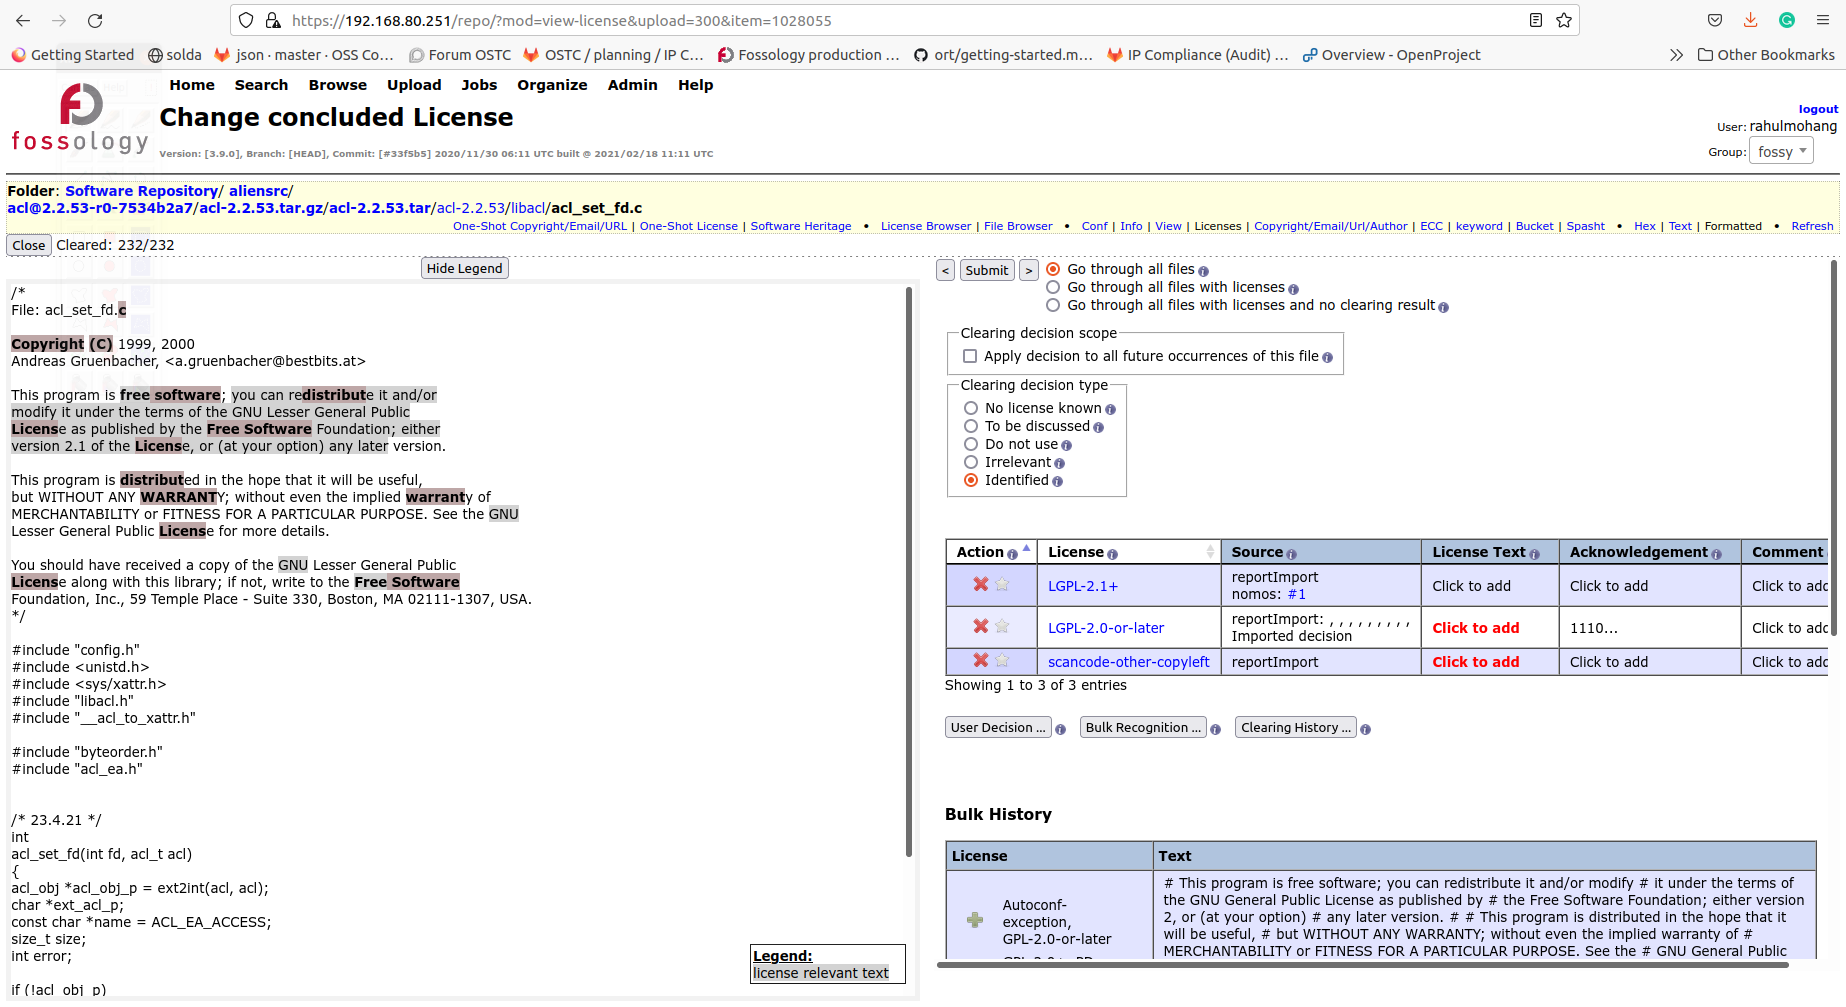 https://192.168.80.251/repo/?mod=view-license&upload=300&item=1028055
Getting Started solda json · master · OSS Co… Forum OSTC OSTC / planning / IP C… Fossology production … ort/getting-started.m… IP Compliance (Audit) … Overview – OpenProject Other Bookmarks
Home Search Browse Upload Jobs Organize Admin Help
fossology
Change concluded License
Version: [3.9.0], Branch: [HEAD], Commit: [#33f5b5] 2020/11/30 06:11 UTC built @ 2021/02/18 11:11 UTC
logout
User: rahulmohang
Group: fossy
Folder: Software Repository/ aliensrc/
acl@2.2.53-r0-7534b2a7/acl-2.2.53.tar.gz/acl-2.2.53.tar/acl-2.2.53/libacl/acl_set_fd.c
One-Shot Copyright/Email/URL | One-Shot License | Software Heritage • License Browser | File Browser • Conf | Info | View | Licenses | Copyright/Email/Url/Author | ECC | keyword | Bucket | Spasht • Hex | Text | Formatted • Refresh
Close Cleared: 232/232
Hide Legend
/*
File: acl_set_fd.c
Copyright (C) 1999, 2000
Andreas Gruenbacher, <a.gruenbacher@bestbits.at>
This program is free software; you can redistribute it and/or
modify it under the terms of the GNU Lesser General Public
License as published by the Free Software Foundation; either
version 2.1 of the License, or (at your option) any later version.
This program is distributed in the hope that it will be useful,
but WITHOUT ANY WARRANTY; without even the implied warranty of
MERCHANTABILITY or FITNESS FOR A PARTICULAR PURPOSE. See the GNU
Lesser General Public License for more details.
You should have received a copy of the GNU Lesser General Public
License along with this library; if not, write to the Free Software
Foundation, Inc., 59 Temple Place - Suite 330, Boston, MA 02111-1307, USA.
*/
#include "config.h"
#include <unistd.h>
#include <sys/xattr.h>
#include "libacl.h"
#include "__acl_to_xattr.h"
#include "byteorder.h"
#include "acl_ea.h"
/* 23.4.21 */
int
acl_set_fd(int fd, acl_t acl)
{
acl_obj *acl_obj_p = ext2int(acl, acl);
char *ext_acl_p;
const char *name = ACL_EA_ACCESS;
size_t size;
int error;
if (!acl_obj_p)
Legend:
license relevant text
< Submit > Go through all files
Go through all files with licenses
Go through all files with licenses and no clearing result
Clearing decision scope
Apply decision to all future occurrences of this file
Clearing decision type
No license known
To be discussed
Do not use
Irrelevant
Identified
Action License Source License Text Acknowledgement Comment
LGPL-2.1+ reportImport nomos: #1 Click to add Click to add Click to add
LGPL-2.0-or-later reportImport: , , , , , , , , , Imported decision Click to add 1110... Click to add
scancode-other-copyleft reportImport Click to add Click to add Click to add
Showing 1 to 3 of 3 entries
User Decision ... Bulk Recognition ... Clearing History ...
Bulk History
License Text
Autoconf-exception, GPL-2.0-or-later
# This program is free software; you can redistribute it and/or modify # it under the terms of
the GNU General Public License as published by # the Free Software Foundation; either version
2, or (at your option) # any later version. # # This program is distributed in the hope that it
will be useful, # but WITHOUT ANY WARRANTY; without even the implied warranty of #
MERCHANTABILITY or FITNESS FOR A PARTICULAR PURPOSE. See the # GNU General Public